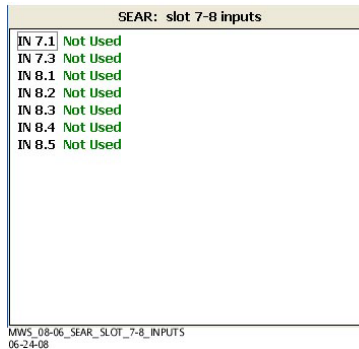 SEAR: slot 7-8 inputs
IN 7.1 Not Used
IN 7.3 Not Used
IN 8.1 Not Used
IN 8.2 Not Used
IN 8.3 Not Used
IN 8.4 Not Used
IN 8.5 Not Used
MWS_08-06_SEAR_SLOT_7-8_INPUTS
06-24-08